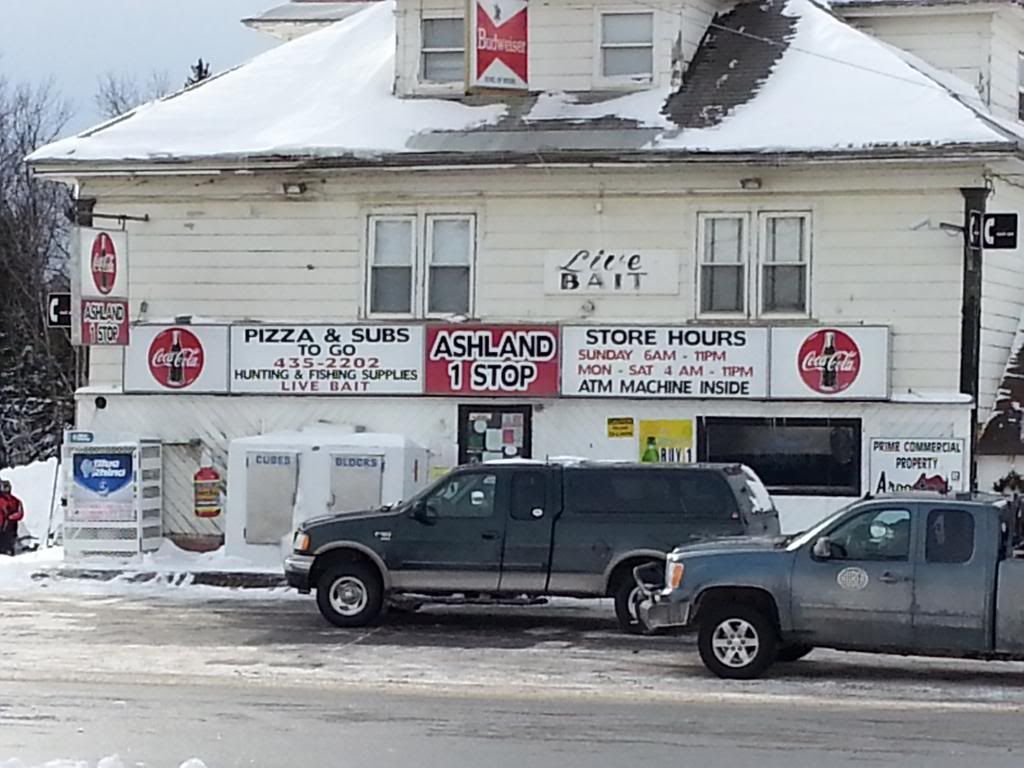 Budweiser
Coca-Cola
ASHLAND
1 STOP
Live
BAIT
Coca-Cola
PIZZA & SUBS
TO GO
435-2202
HUNTING & FISHING SUPPLIES
LIVE BAIT
ASHLAND
1 STOP
STORE HOURS
SUNDAY 6AM - 11PM
MON - SAT 4 AM - 11PM
ATM MACHINE INSIDE
Coca-Cola
Blue
Rhino
CUBES
BLOCKS
BUY 1
PRIME COMMERCIAL
PROPERTY